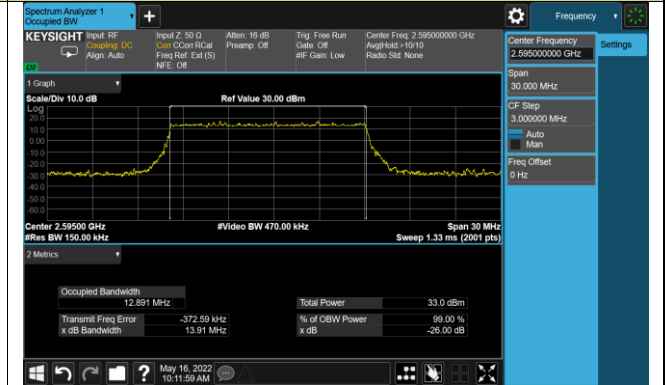 Spectrum Analyzer 1
Occupied BW
+
Frequency
KEYSIGHT
Input: RF
Coupling: DC
Align: Auto
Input Z: 50 Ω
Corr CCorr RCal
Freq Ref: Ext (S)
NFE: Off
Atten: 16 dB
Preamp: Off
Trig: Free Run
Gate: Off
#IF Gain: Low
Center Freq: 2.595000000 GHz
Avg|Hold:>10/10
Radio Std: None
Center Frequency
2.595000000 GHz
Settings
Span
30.000 MHz
CF Step
3.000000 MHz
Auto
Man
Freq Offset
0 Hz
1 Graph
Scale/Div 10.0 dB
Ref Value 30.00 dBm
Log
20.0
10.0
0.00
-10.0
-20.0
-30.0
-40.0
-50.0
-60.0
Center 2.59500 GHz
#Video BW 470.00 kHz
Span 30 MHz
#Res BW 150.00 kHz
Sweep 1.33 ms (2001 pts)
2 Metrics
Occupied Bandwidth
12.891 MHz
Total Power
33.0 dBm
Transmit Freq Error
-372.59 kHz
% of OBW Power
99.00 %
x dB Bandwidth
13.91 MHz
x dB
-26.00 dB
?
May 16, 2022
10:11:59 AM